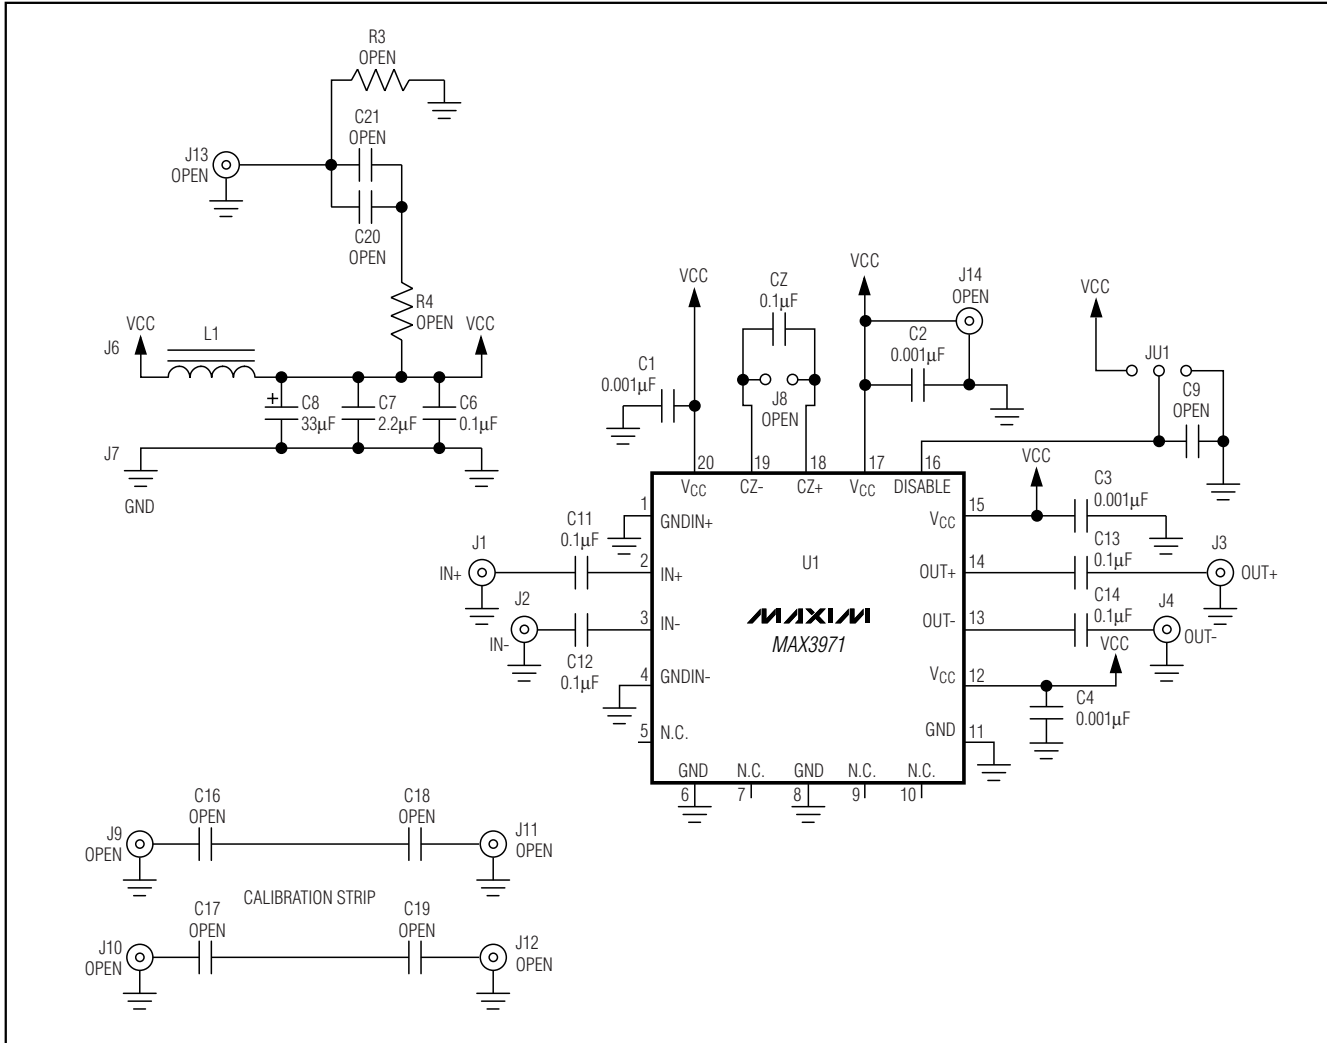 R3
OPEN
C21
OPEN
J13
OPEN
C20
OPEN
R4
OPEN
J6
VCC
L1
VCC
C8
33µF
C7
2.2µF
C6
0.1µF
J7
GND
VCC
C1
0.001µF
CZ
0.1µF
J8
OPEN
VCC
C2
0.001µF
J14
OPEN
VCC
JU1
C9
OPEN
20
19
18
17
16
VCC
CZ-
CZ+
VCC
DISABLE
1
GNDIN+
2
IN+
3
IN-
4
GNDIN-
5
N.C.
J1
IN+
C11
0.1µF
J2
IN-
C12
0.1µF
U1
MAXIM
MAX3971
VCC
15
OUT+
14
OUT-
13
VCC
12
GND
11
VCC
C3
0.001µF
C13
0.1µF
J3
OUT+
C14
0.1µF
J4
OUT-
VCC
C4
0.001µF
GND
N.C.
GND
N.C.
N.C.
6
7
8
9
10
C16
OPEN
C18
OPEN
J9
OPEN
J11
OPEN
CALIBRATION STRIP
C17
OPEN
C19
OPEN
J10
OPEN
J12
OPEN